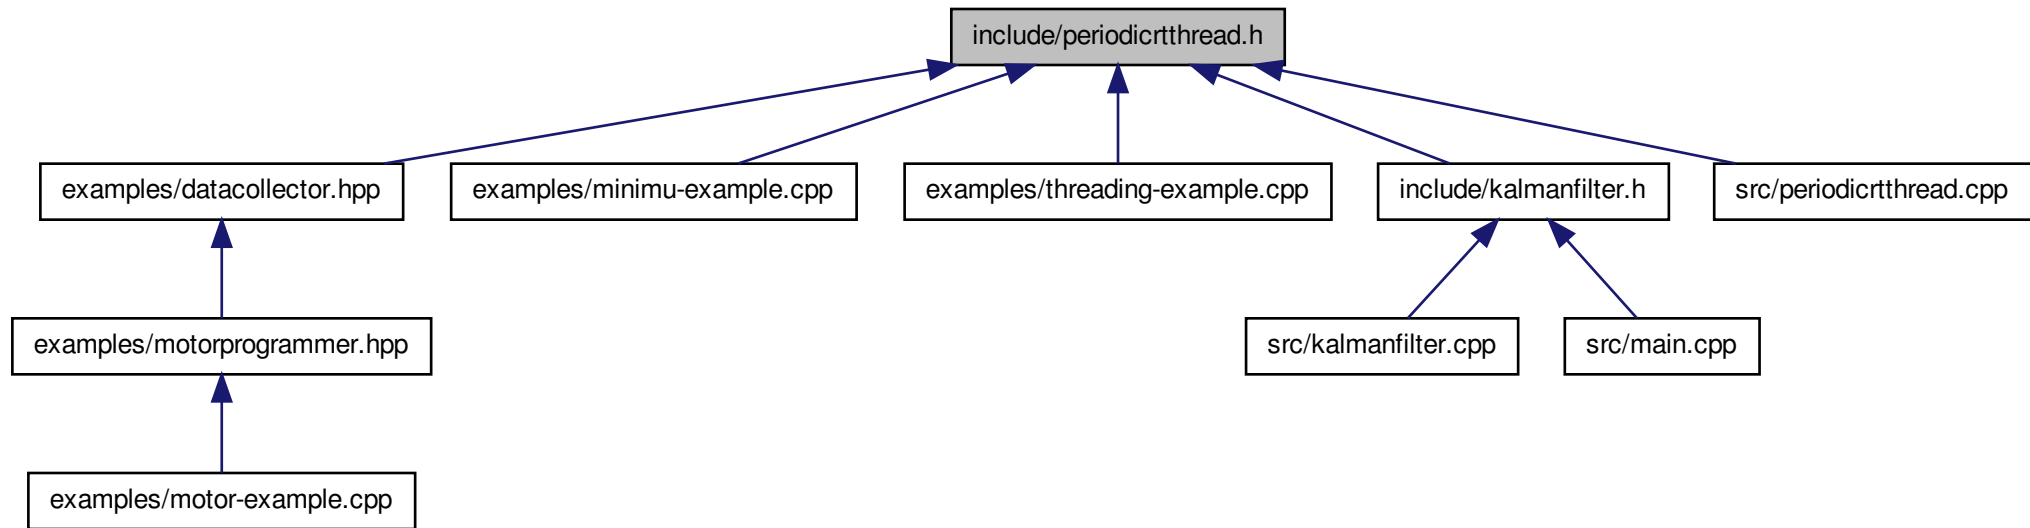 include/periodicrtthread.h
examples/datacollector.hpp
examples/minimu-example.cpp
examples/threading-example.cpp
include/kalmanfilter.h
src/periodicrtthread.cpp
examples/motorprogrammer.hpp
src/kalmanfilter.cpp
src/main.cpp
examples/motor-example.cpp